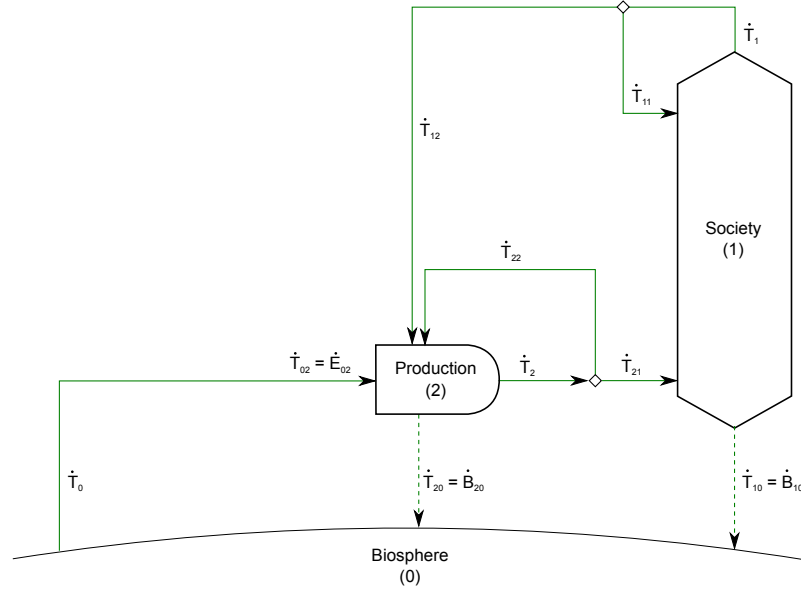 Ṫ₁
Ṫ₁₁
Ṫ₁₂
Society
(1)
Ṫ₂₂
Ṫ₀₂ = Ė₀₂
Production
(2)
Ṫ₂
Ṫ₂₁
Ṫ₀
Ṫ₂₀ = Ḃ₂₀
Ṫ₁₀ = Ḃ₁₀
Biosphere
(0)